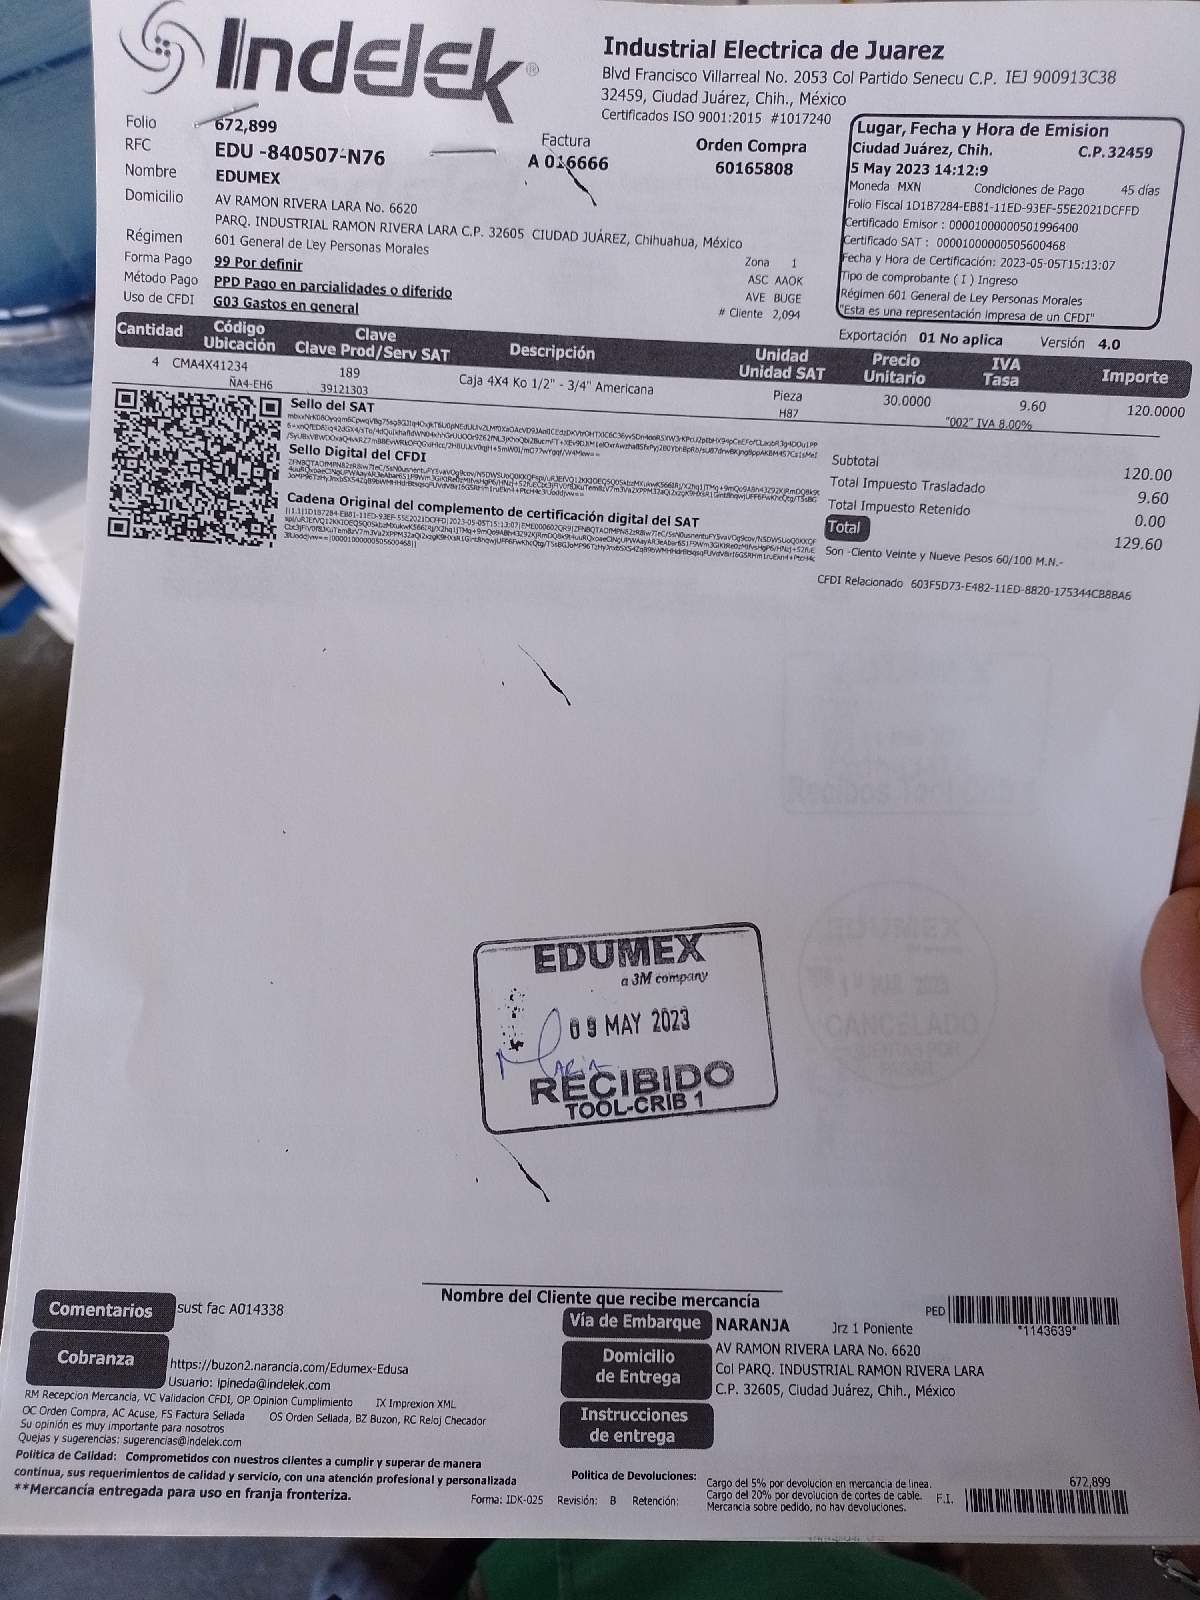 Indelek®
Industrial Electrica de Juarez
Blvd Francisco Villarreal No. 2053 Col Partido Senecu C.P. IEJ 900913C38
32459, Ciudad Juárez, Chih., México
Certificados ISO 9001:2015 #1017240
Folio 672,899
RFC EDU -840507-N76
Nombre EDUMEX
Domicilio AV RAMON RIVERA LARA No. 6620
PARQ. INDUSTRIAL RAMON RIVERA LARA C.P. 32605 CIUDAD JUÁREZ, Chihuahua, México
Régimen 601 General de Ley Personas Morales
Forma Pago 99 Por definir
Método Pago PPD Pago en parcialidades o diferido
Uso de CFDI G03 Gastos en general
Factura
A 016666
Orden Compra
60165808
Zona 1
ASC AAOK
AVE BUGE
# Cliente 2,094
Lugar, Fecha y Hora de Emision
Ciudad Juárez, Chih. C.P.32459
5 May 2023 14:12:9
Moneda MXN Condiciones de Pago 45 días
Folio Fiscal 1D1B7284-EB81-11ED-93EF-55E2021DCFFD
Certificado Emisor : 00001000000501996400
Certificado SAT : 00001000000505600468
Fecha y Hora de Certificación: 2023-05-05T15:13:07
Tipo de comprobante ( I ) Ingreso
Régimen 601 General de Ley Personas Morales
"Esta es una representación impresa de un CFDI"
Exportación 01 No aplica Versión 4.0
Cantidad Código Ubicación Clave Clave Prod/Serv SAT Descripción Unidad Unidad SAT Precio Unitario IVA Tasa Importe
4 CMA4X41234 189 Caja 4X4 Ko 1/2" - 3/4" Americana Pieza 30.0000 9.60 120.0000
ÑA4-EH6 39121303 H87 "002" IVA 8.00%
Sello del SAT
Sello Digital del CFDI
Cadena Original del complemento de certificación digital del SAT
Subtotal 120.00
Total Impuesto Trasladado 9.60
Total Impuesto Retenido 0.00
Total 129.60
Son -Ciento Veinte y Nueve Pesos 60/100 M.N.-
CFDI Relacionado 603F5D73-E482-11ED-8820-175344CB8BA6
EDUMEX
a 3M company
09 MAY 2023
Maria
RECIBIDO
TOOL-CRIB 1
EDUMEX
MAR 2023
CANCELADO
Nombre del Cliente que recibe mercancía
Comentarios sust fac A014338
Cobranza
https://buzon2.narancia.com/Edumex-Edusa
Usuario: lpineda@indelek.com
RM Recepcion Mercancia, VC Validacion CFDI, OP Opinion Cumplimiento IX Imprexion XML
OC Orden Compra, AC Acuse, FS Factura Sellada OS Orden Sellada, BZ Buzon, RC Reloj Checador
Su opinión es muy importante para nosotros
Quejas y sugerencias: sugerencias@indelek.com
Politica de Calidad: Comprometidos con nuestros clientes a cumplir y superar de manera
continua, sus requerimientos de calidad y servicio, con una atención profesional y personalizada
**Mercancía entregada para uso en franja fronteriza.
Vía de Embarque NARANJA Jrz 1 Poniente
PED *1143639*
Domicilio de Entrega
AV RAMON RIVERA LARA No. 6620
Col PARQ. INDUSTRIAL RAMON RIVERA LARA
C.P. 32605, Ciudad Juárez, Chih., México
Instrucciones de entrega
Forma: IDK-025 Revisión: B Retención:
Politica de Devoluciones: Cargo del 5% por devolucion en mercancia de linea.
Cargo del 20% por devolucion de cortes de cable.
Mercancia sobre pedido, no hay devoluciones.
F.I. 672,899